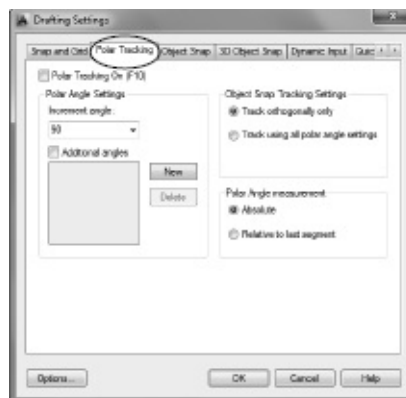 Drafting Settings
Snap and Grid Polar Tracking Object Snap 3D Object Snap Dynamic Input Quic
Polar Tracking On (F10)
Polar Angle Settings
Increment angle:
90
Additional angles
New
Delete
Object Snap Tracking Settings
Track orthogonally only
Track using all polar angle settings
Polar Angle measurement
Absolute
Relative to last segment
Options...
OK Cancel Help